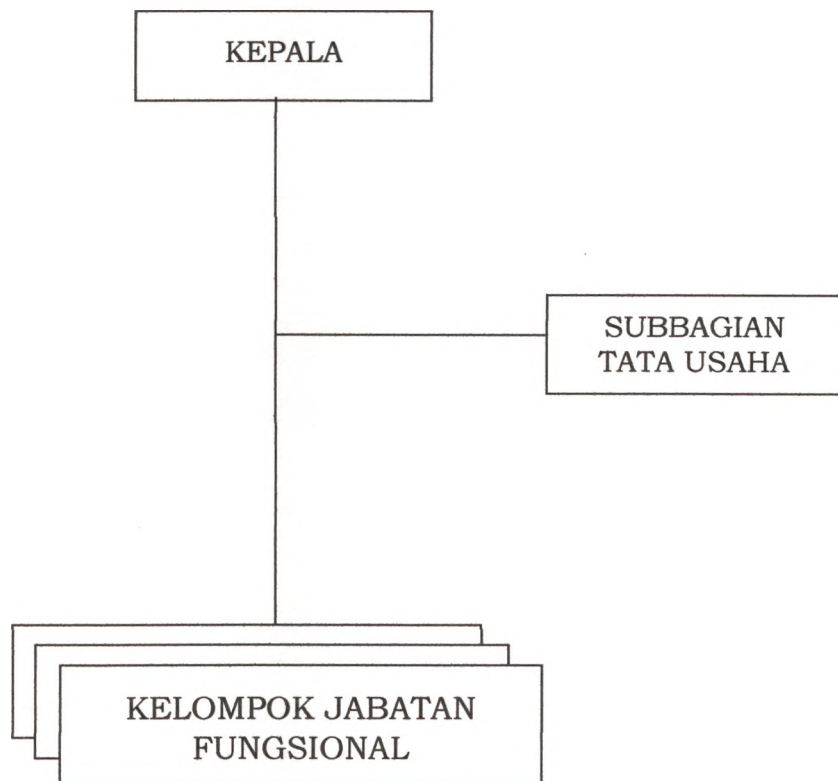 KEPALA
SUBBAGIAN
TATA USAHA
KELOMPOK JABATAN
FUNGSIONAL